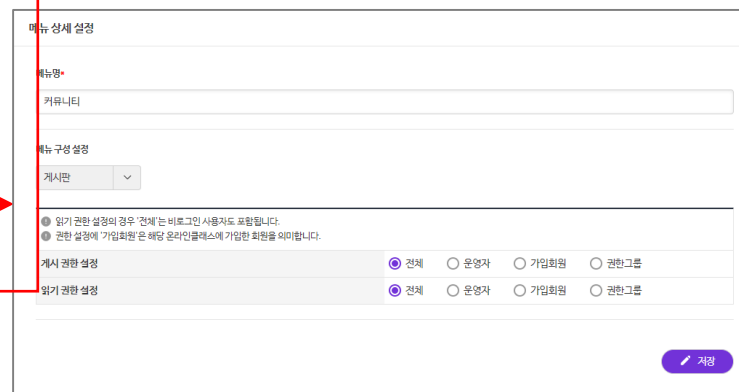 메뉴 상세 설정
메뉴명*
커뮤니티
메뉴 구성 설정
게시판
읽기 권한 설정의 경우 '전체'는 비로그인 사용자도 포함됩니다.
권한 설정에 '가입회원'은 해당 온라인클래스에 가입한 회원을 의미합니다.
게시 권한 설정 전체 운영자 가입회원 권한그룹
읽기 권한 설정 전체 운영자 가입회원 권한그룹
저장